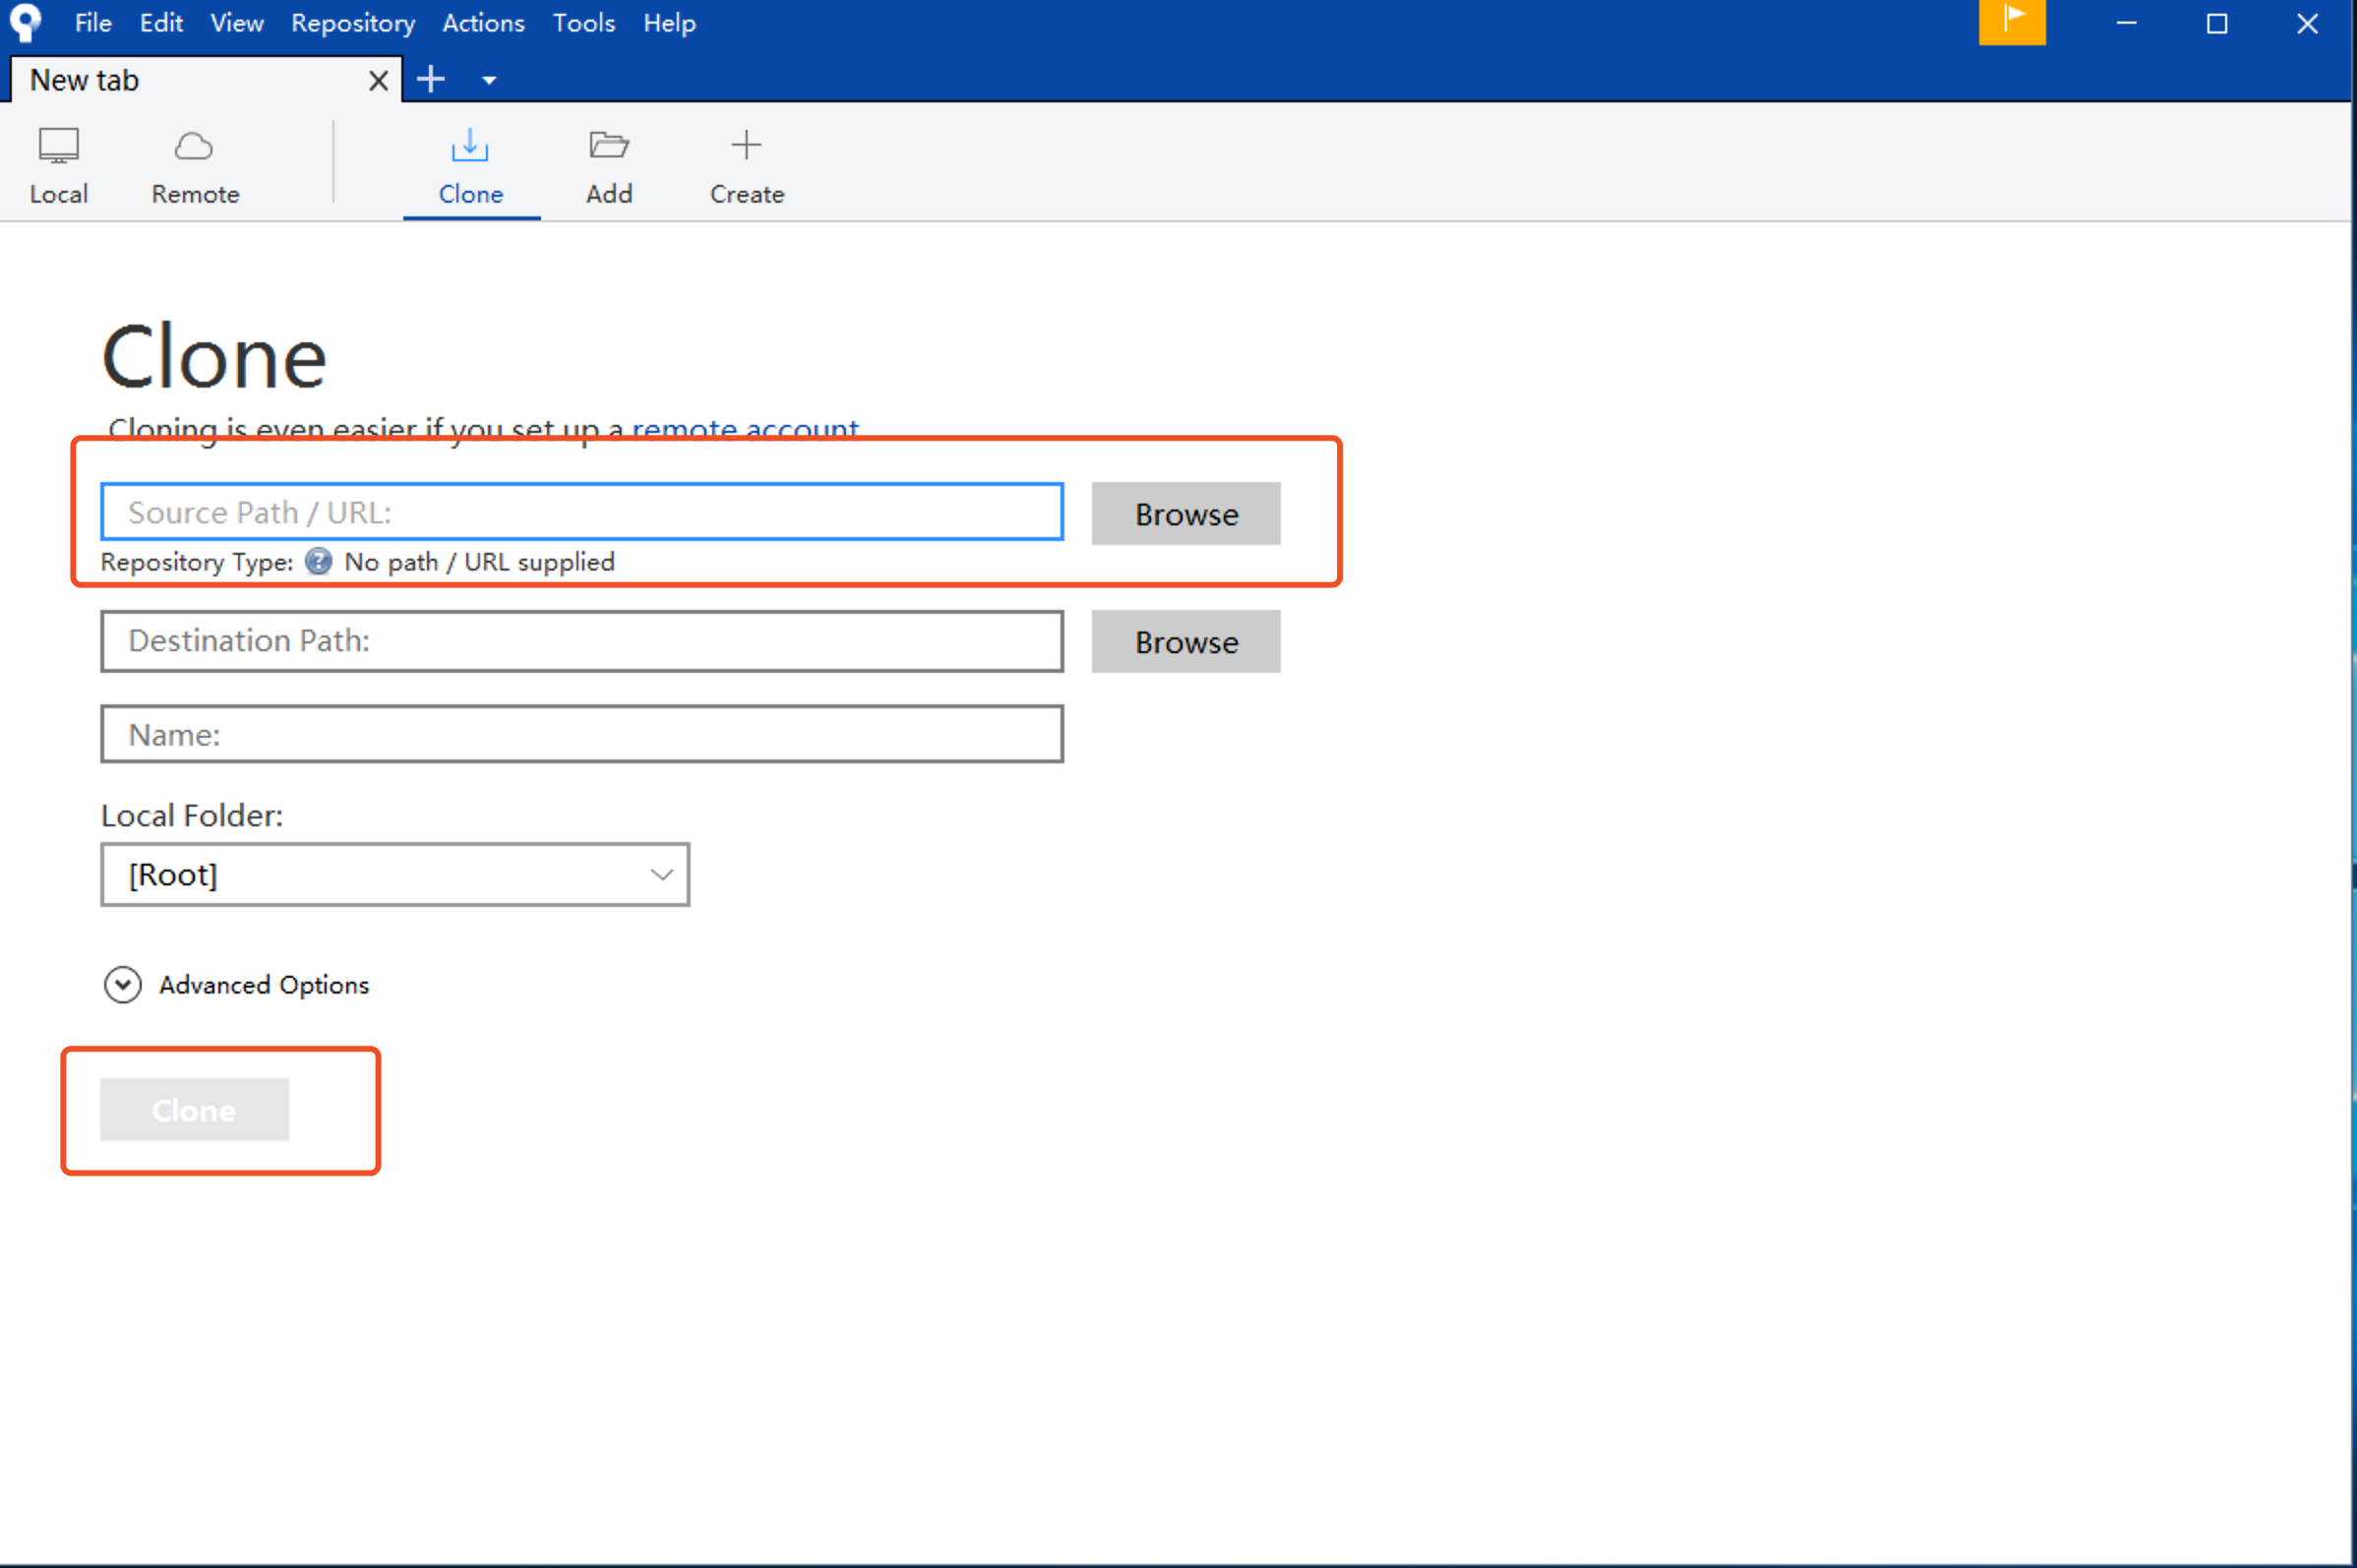 File Edit View Repository Actions Tools Help
New tab
Local Remote Clone Add Create
Clone
Cloning is even easier if you set up a remote account
Source Path / URL: Browse
Repository Type: No path / URL supplied
Destination Path: Browse
Name:
Local Folder:
[Root]
Advanced Options
Clone